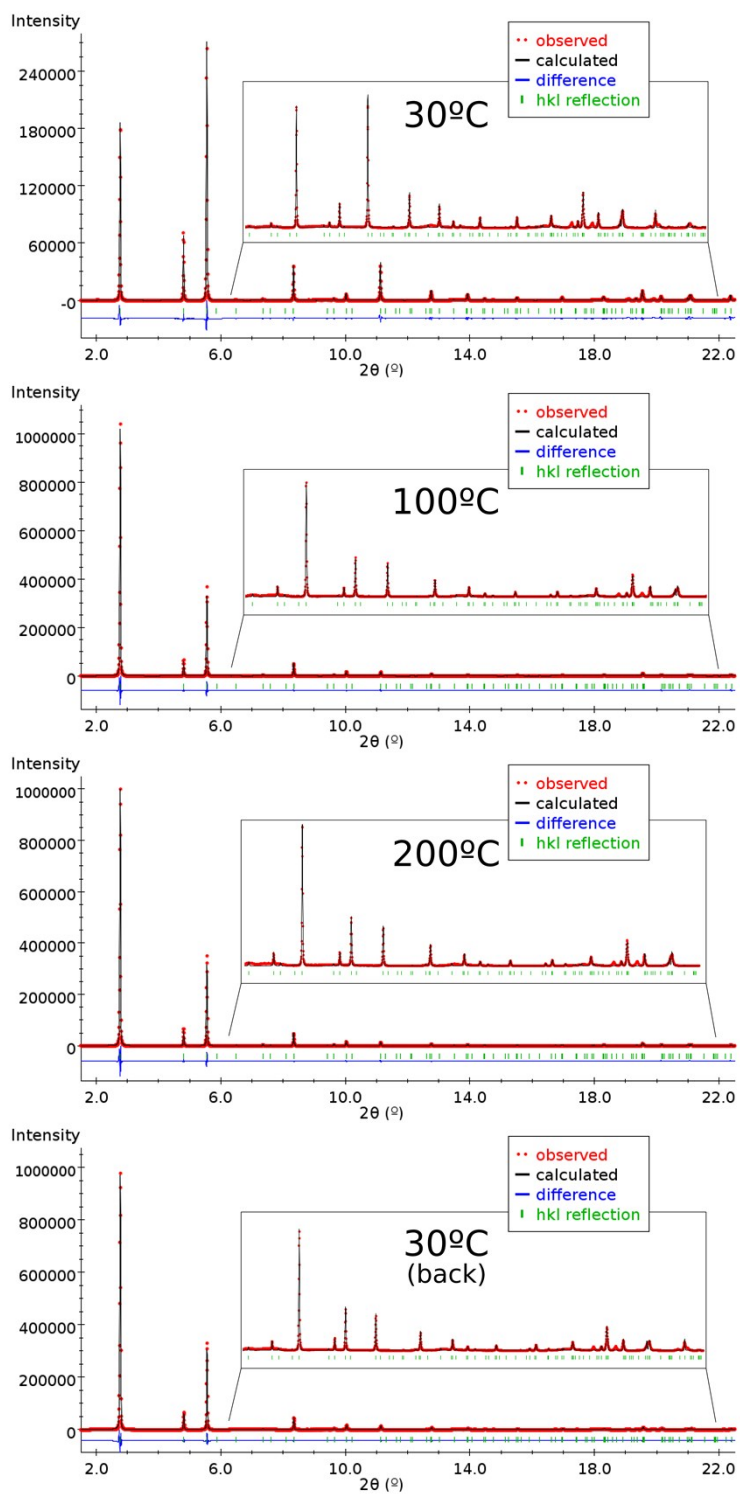 Intensity
observed
calculated
difference
hkl reflection
30ºC
240000
180000
120000
60000
-0
2.0 6.0 10.0 14.0 18.0 22.0
2θ (º)
Intensity
observed
calculated
difference
hkl reflection
100ºC
1000000
800000
600000
400000
200000
0
2.0 6.0 10.0 14.0 18.0 22.0
2θ (º)
Intensity
observed
calculated
difference
hkl reflection
200ºC
1000000
800000
600000
400000
200000
0
2.0 6.0 10.0 14.0 18.0 22.0
2θ (º)
Intensity
observed
calculated
difference
hkl reflection
30ºC
(back)
1000000
800000
600000
400000
200000
0
2.0 6.0 10.0 14.0 18.0 22.0
2θ (º)